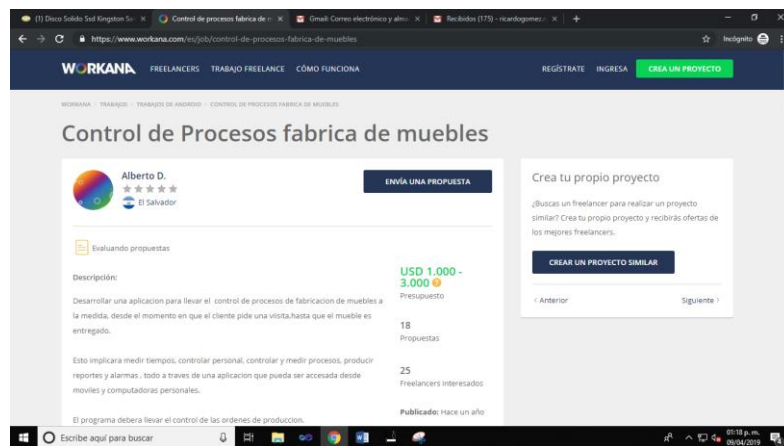 (1) Disco Solido Ssd Kingston Sa
Control de procesos fabrica de m
Gmail: Correo electrónico y alma
Recibidos (175) - ricardogomez
https://www.workana.com/es/job/control-de-procesos-fabrica-de-muebles
Incógnito
WORKANA FREELANCERS TRABAJO FREELANCE CÓMO FUNCIONA REGÍSTRATE INGRESA CREA UN PROYECTO
WORKANA TRABAJOS TRABAJOS DE ANDROID CONTROL DE PROCESOS FABRICA DE MUEBLES
Control de Procesos fabrica de muebles
Alberto D.
El Salvador
ENVÍA UNA PROPUESTA
Evaluando propuestas
Descripción:
Desarrollar una aplicacion para llevar el control de procesos de fabricacion de muebles a
la medida, desde el momento en que el cliente pide una visita,hasta que el mueble es
entregado.
Esto implicara medir tiempos, controlar personal, controlar y medir procesos, producir
reportes y alarmas , todo a traves de una aplicacion que pueda ser accesada desde
moviles y computadoras personales.
El programa debera llevar el control de las ordenes de produccion.
USD 1.000 -
3.000
Presupuesto
18
Propuestas
25
Freelancers interesados
Publicado: Hace un año
Crea tu propio proyecto
¿Buscas un freelancer para realizar un proyecto
similar? Crea tu propio proyecto y recibirás ofertas de
los mejores freelancers.
CREAR UN PROYECTO SIMILAR
‹ Anterior Siguiente ›
Escribe aquí para buscar
01:18 p. m.
09/04/2019